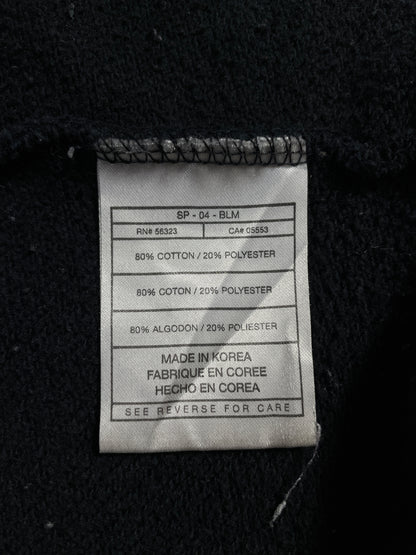 SP - 04 - BLM
RN# 56323 CA# 05553
80% COTTON / 20% POLYESTER
80% COTON / 20% POLYESTER
80% ALGODON / 20% POLIESTER
MADE IN KOREA
FABRIQUE EN COREE
HECHO EN COREA
SEE REVERSE FOR CARE